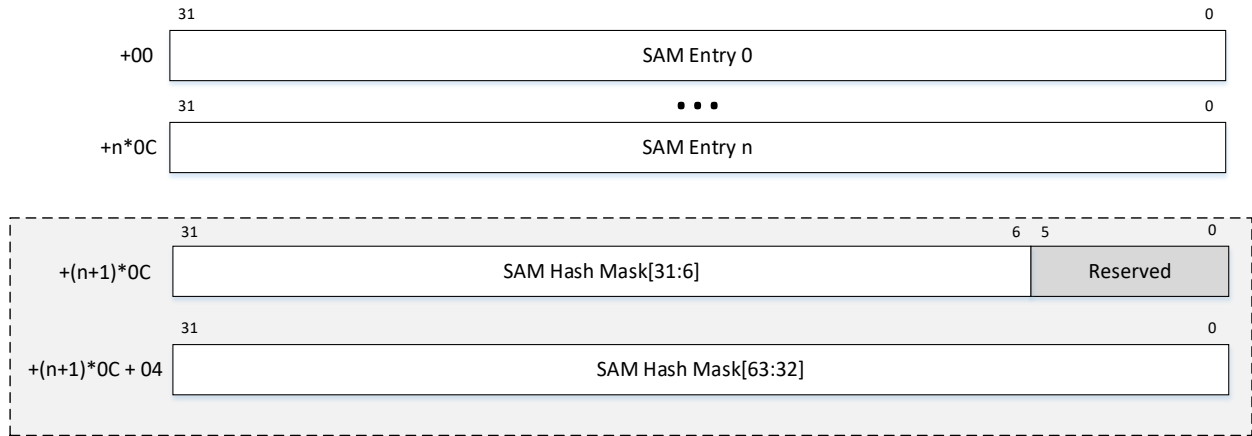 31 0
+00 SAM Entry 0
31 ... 0
+n*0C SAM Entry n
31 6 5 0
+(n+1)*0C SAM Hash Mask[31:6] Reserved
31 0
+(n+1)*0C + 04 SAM Hash Mask[63:32]